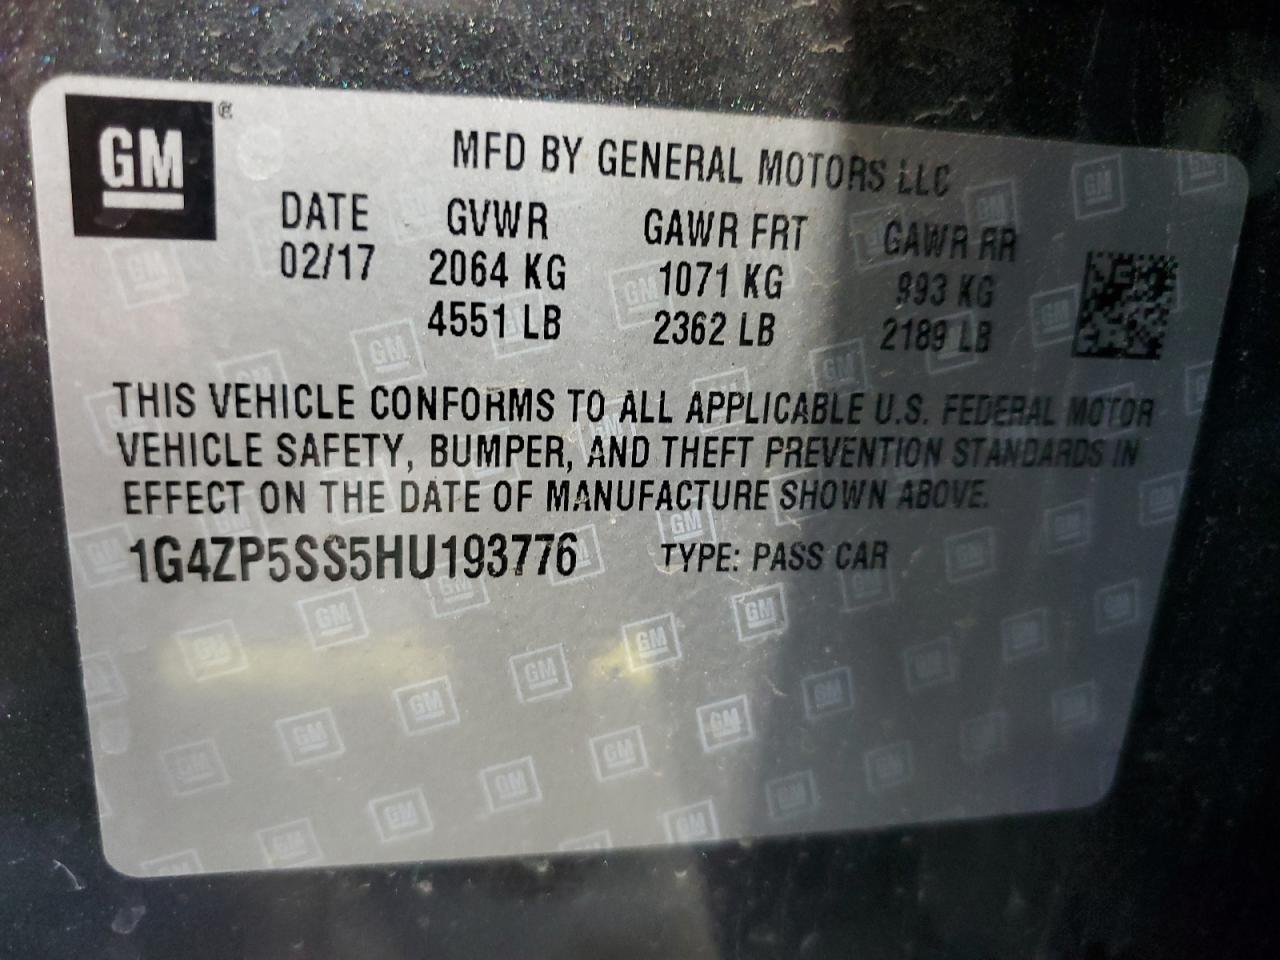 GM
MFD BY GENERAL MOTORS LLC
DATE GVWR GAWR FRT GAWR RR
02/17 2064 KG 1071 KG 993 KG
4551 LB 2362 LB 2189 LB
THIS VEHICLE CONFORMS TO ALL APPLICABLE U.S. FEDERAL MOTOR
VEHICLE SAFETY, BUMPER, AND THEFT PREVENTION STANDARDS IN
EFFECT ON THE DATE OF MANUFACTURE SHOWN ABOVE.
1G4ZP5SS5HU193776 TYPE: PASS CAR